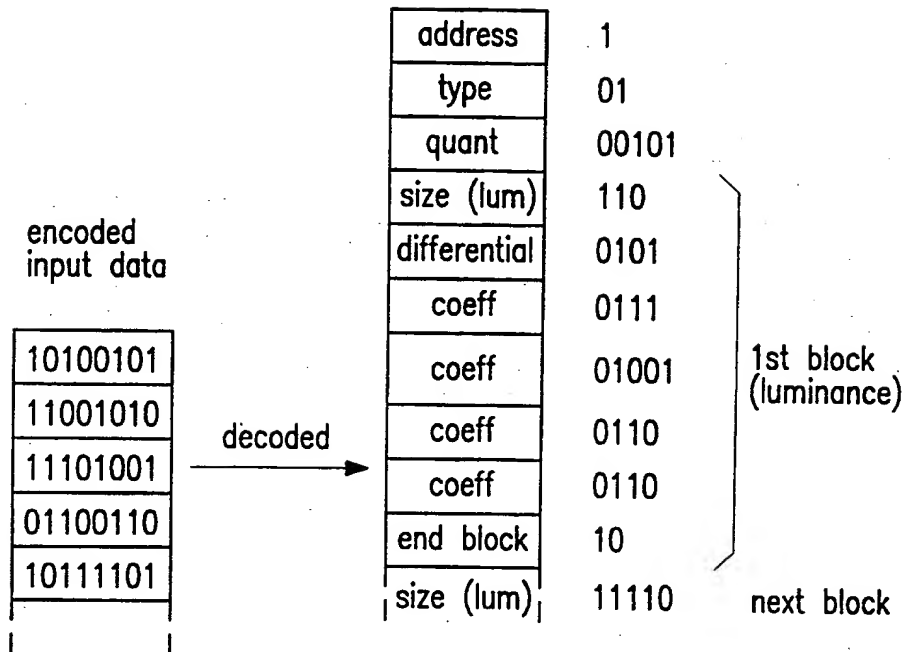 address 1
type 01
quant 00101
size (lum) 110
differential 0101
coeff 0111
coeff 01001
coeff 0110
coeff 0110
end block 10
size (lum) 11110 next block
1st block
(luminance)
encoded
input data
10100101
11001010
11101001
01100110
10111101
decoded